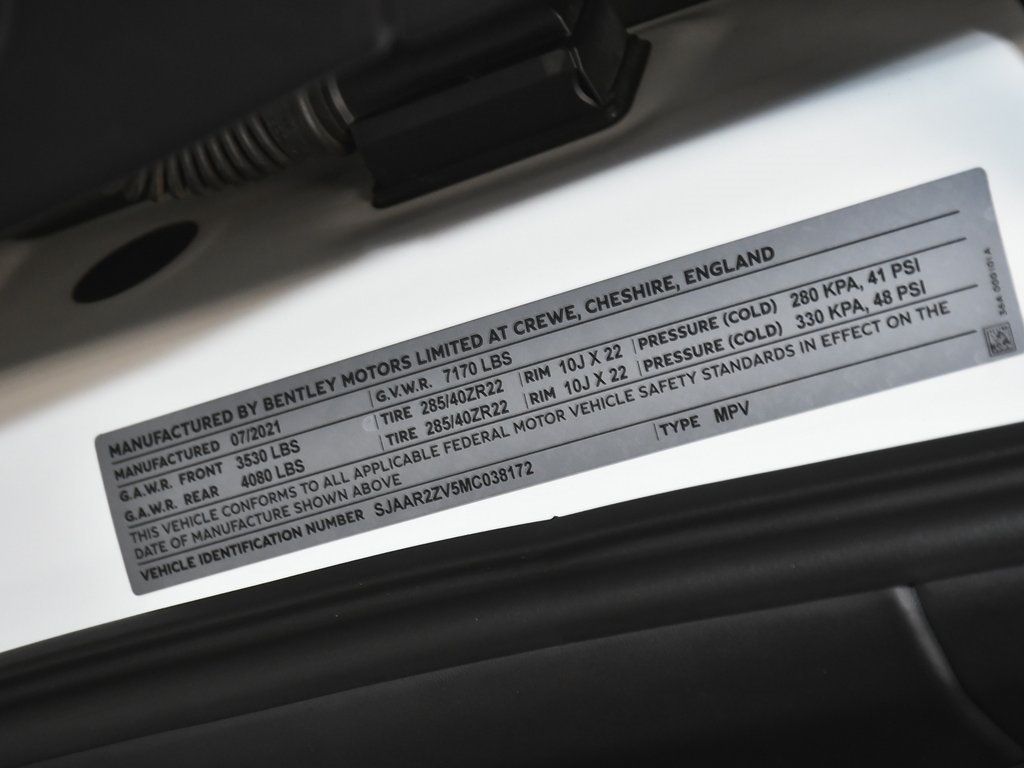 MANUFACTURED BY BENTLEY MOTORS LIMITED AT CREWE, CHESHIRE, ENGLAND
MANUFACTURED 07/2021 G.V.W.R. 7170 LBS
G.A.W.R. FRONT 3530 LBS TIRE 285/40ZR22 RIM 10J X 22 PRESSURE (COLD) 280 KPA, 41 PSI
G.A.W.R. REAR 4080 LBS TIRE 285/40ZR22 RIM 10J X 22 PRESSURE (COLD) 330 KPA, 48 PSI
THIS VEHICLE CONFORMS TO ALL APPLICABLE FEDERAL MOTOR VEHICLE SAFETY STANDARDS IN EFFECT ON THE
DATE OF MANUFACTURE SHOWN ABOVE
VEHICLE IDENTIFICATION NUMBER SJAAR2ZV5MC038172 TYPE MPV